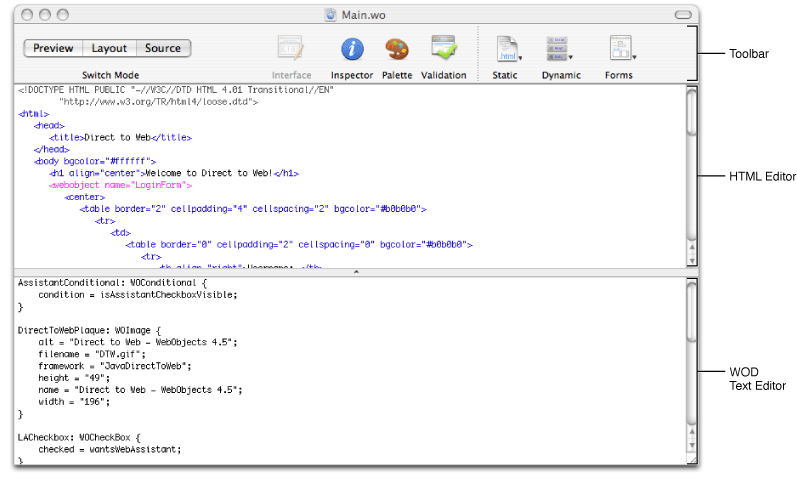 Main.wo
Preview Layout Source
Switch Mode
Interface Inspector Palette Validation
.html
Static Dynamic Forms
Toolbar
<!DOCTYPE HTML PUBLIC "-//W3C//DTD HTML 4.01 Transitional//EN"
"http://www.w3.org/TR/html4/loose.dtd">
<html>
<head>
<title>Direct to Web</title>
</head>
<body bgcolor="#ffffff">
<h1 align="center">Welcome to Direct to Web!</h1>
<webobject name="LoginForm">
<center>
<table border="2" cellpadding="4" cellspacing="2" bgcolor="#b0b0b0">
<tr>
<td>
<table border="0" cellpadding="2" cellspacing="0" bgcolor="#b0b0b0">
<tr>
<th align="right">Username: </th>
HTML Editor
AssistantConditional: WOConditional {
condition = isAssistantCheckboxVisible;
}
DirectToWebPlaque: WOImage {
alt = "Direct to Web - WebObjects 4.5";
filename = "DTW.gif";
framework = "JavaDirectToWeb";
height = "49";
name = "Direct to Web - WebObjects 4.5";
width = "196";
}
LACheckbox: WOCheckBox {
checked = wantsWebAssistant;
}
WOD
Text Editor